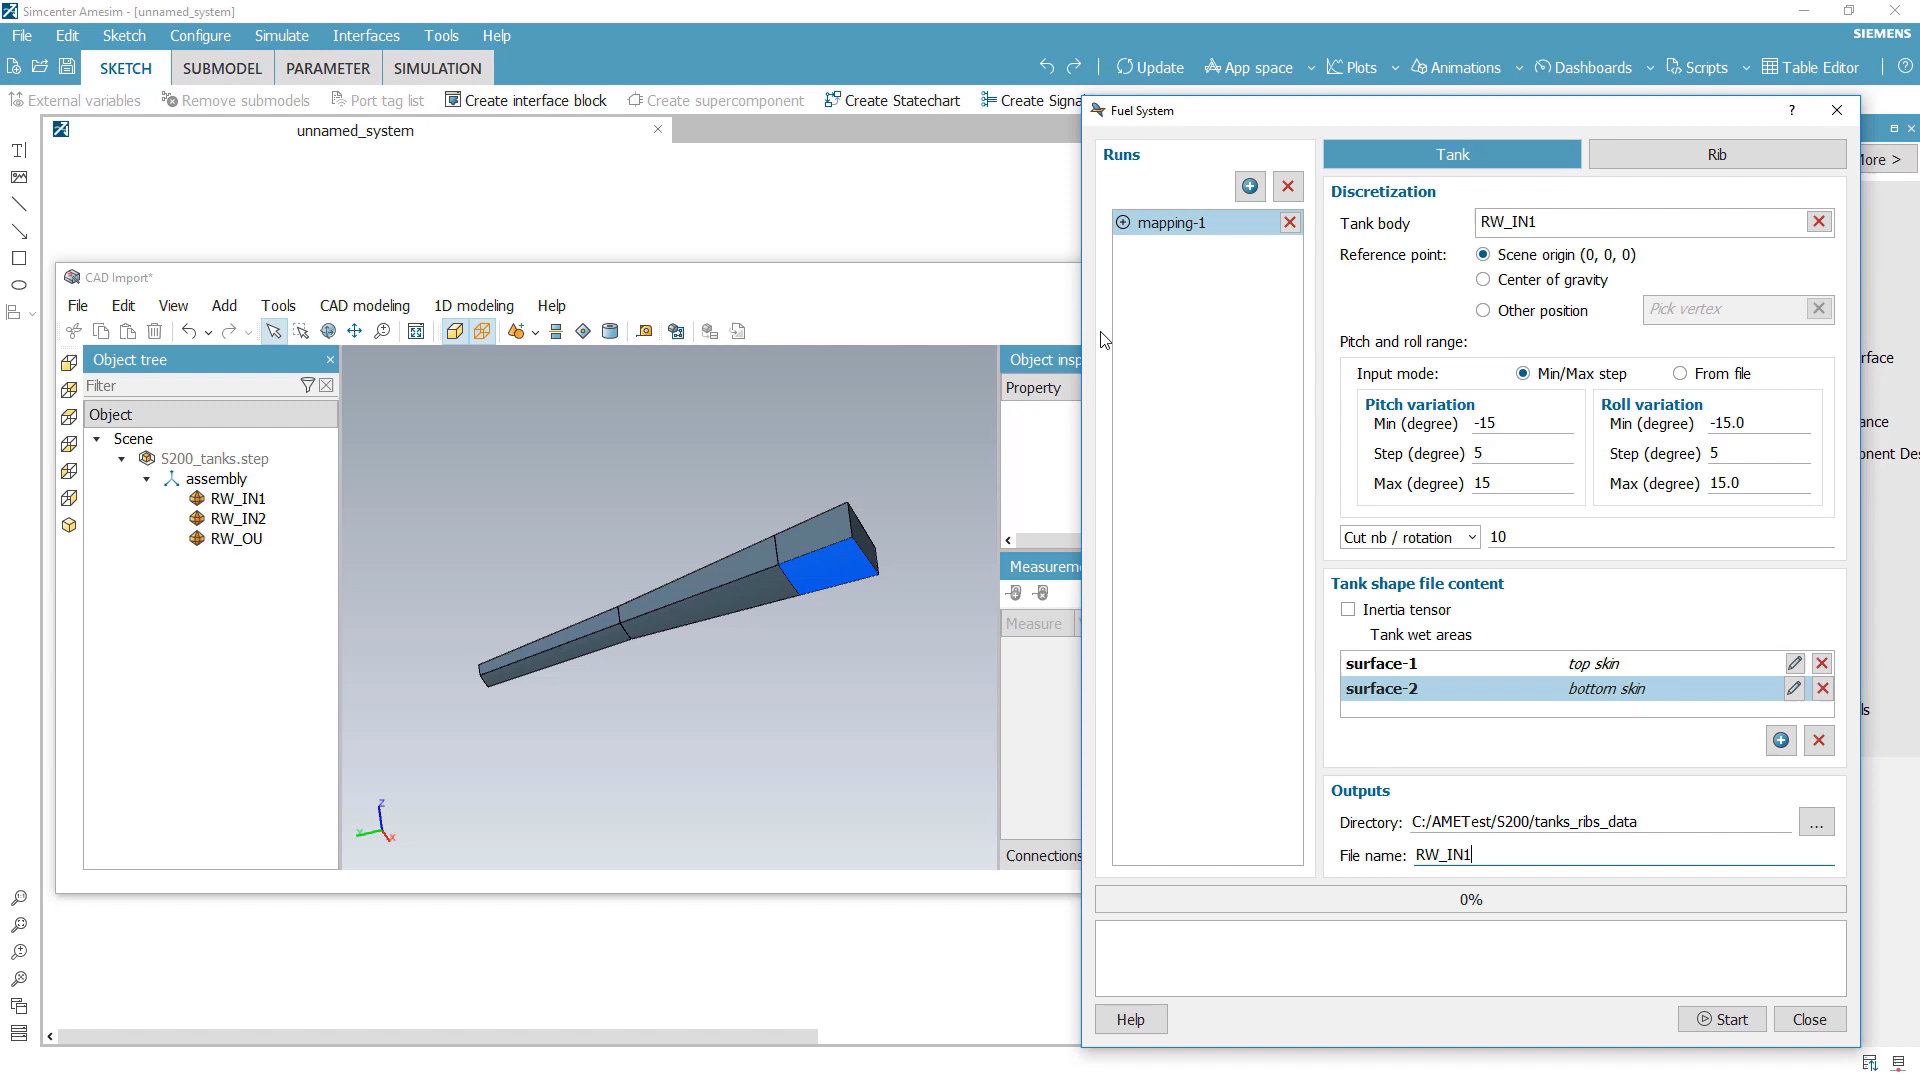 Simcenter Amesim - [unnamed_system]
File Edit Sketch Configure Simulate Interfaces Tools Help
SIEMENS
SKETCH SUBMODEL PARAMETER SIMULATION
Update App space Plots Animations Dashboards Scripts Table Editor
External variables Remove submodels Port tag list Create interface block Create supercomponent Create Statechart Create Signa
unnamed_system
CAD Import*
File Edit View Add Tools CAD modeling 1D modeling Help
Object tree
Filter
Object
Scene
S200_tanks.step
assembly
RW_IN1
RW_IN2
RW_OU
Z
Y
X
Object insp
Property
Measureme
Measure
Connections
Fuel System
?
Runs
mapping-1
Tank Rib
Discretization
Tank body RW_IN1
Reference point: Scene origin (0, 0, 0)
Center of gravity
Other position Pick vertex
Pitch and roll range:
Input mode: Min/Max step From file
Pitch variation Roll variation
Min (degree) -15 Min (degree) -15.0
Step (degree) 5 Step (degree) 5
Max (degree) 15 Max (degree) 15.0
Cut nb / rotation 10
Tank shape file content
Inertia tensor
Tank wet areas
surface-1 top skin
surface-2 bottom skin
Outputs
Directory: C:/AMETest/S200/tanks_ribs_data ...
File name: RW_IN1
0%
Help Start Close
ore >
rface
ance
onent Des
ls